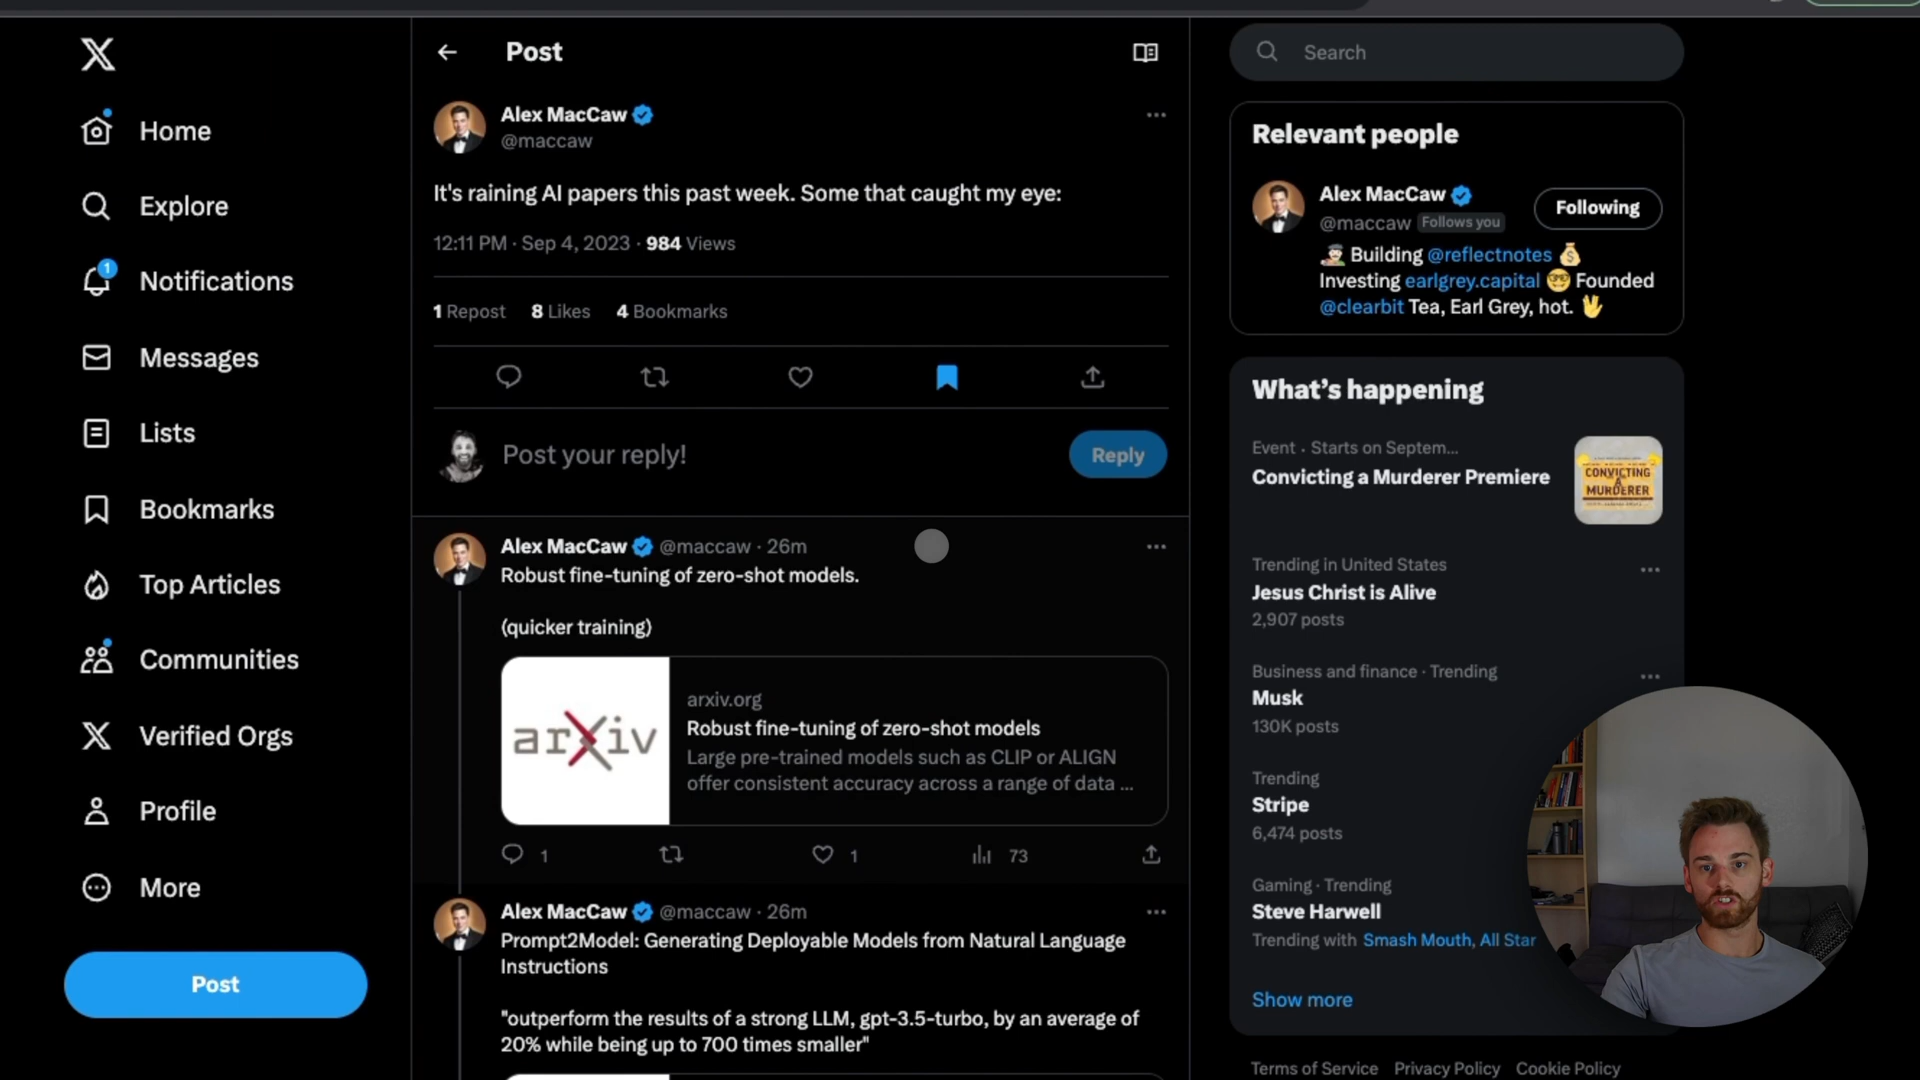 Home
Explore
1
Notifications
Messages
Lists
Bookmarks
Top Articles
Communities
Verified Orgs
Profile
More
Post
Post
Alex MacCaw
@maccaw
It's raining AI papers this past week. Some that caught my eye:
12:11 PM · Sep 4, 2023 · 984 Views
1 Repost 8 Likes 4 Bookmarks
Post your reply!
Reply
Alex MacCaw @maccaw · 26m
Robust fine-tuning of zero-shot models.
(quicker training)
arXiv
arxiv.org
Robust fine-tuning of zero-shot models
Large pre-trained models such as CLIP or ALIGN
offer consistent accuracy across a range of data ...
1 1 73
Alex MacCaw @maccaw · 26m
Prompt2Model: Generating Deployable Models from Natural Language
Instructions
"outperform the results of a strong LLM, gpt-3.5-turbo, by an average of
20% while being up to 700 times smaller"
Search
Relevant people
Alex MacCaw
@maccaw Follows you
Following
Building @reflectnotes
Investing earlgrey.capital Founded
@clearbit Tea, Earl Grey, hot.
What's happening
Event · Starts on Septem...
Convicting a Murderer Premiere
CONVICTING
A
MURDERER
Trending in United States
Jesus Christ is Alive
2,907 posts
Business and finance · Trending
Musk
130K posts
Trending
Stripe
6,474 posts
Gaming · Trending
Steve Harwell
Trending with Smash Mouth, All Star
Show more
Terms of Service Privacy Policy Cookie Policy